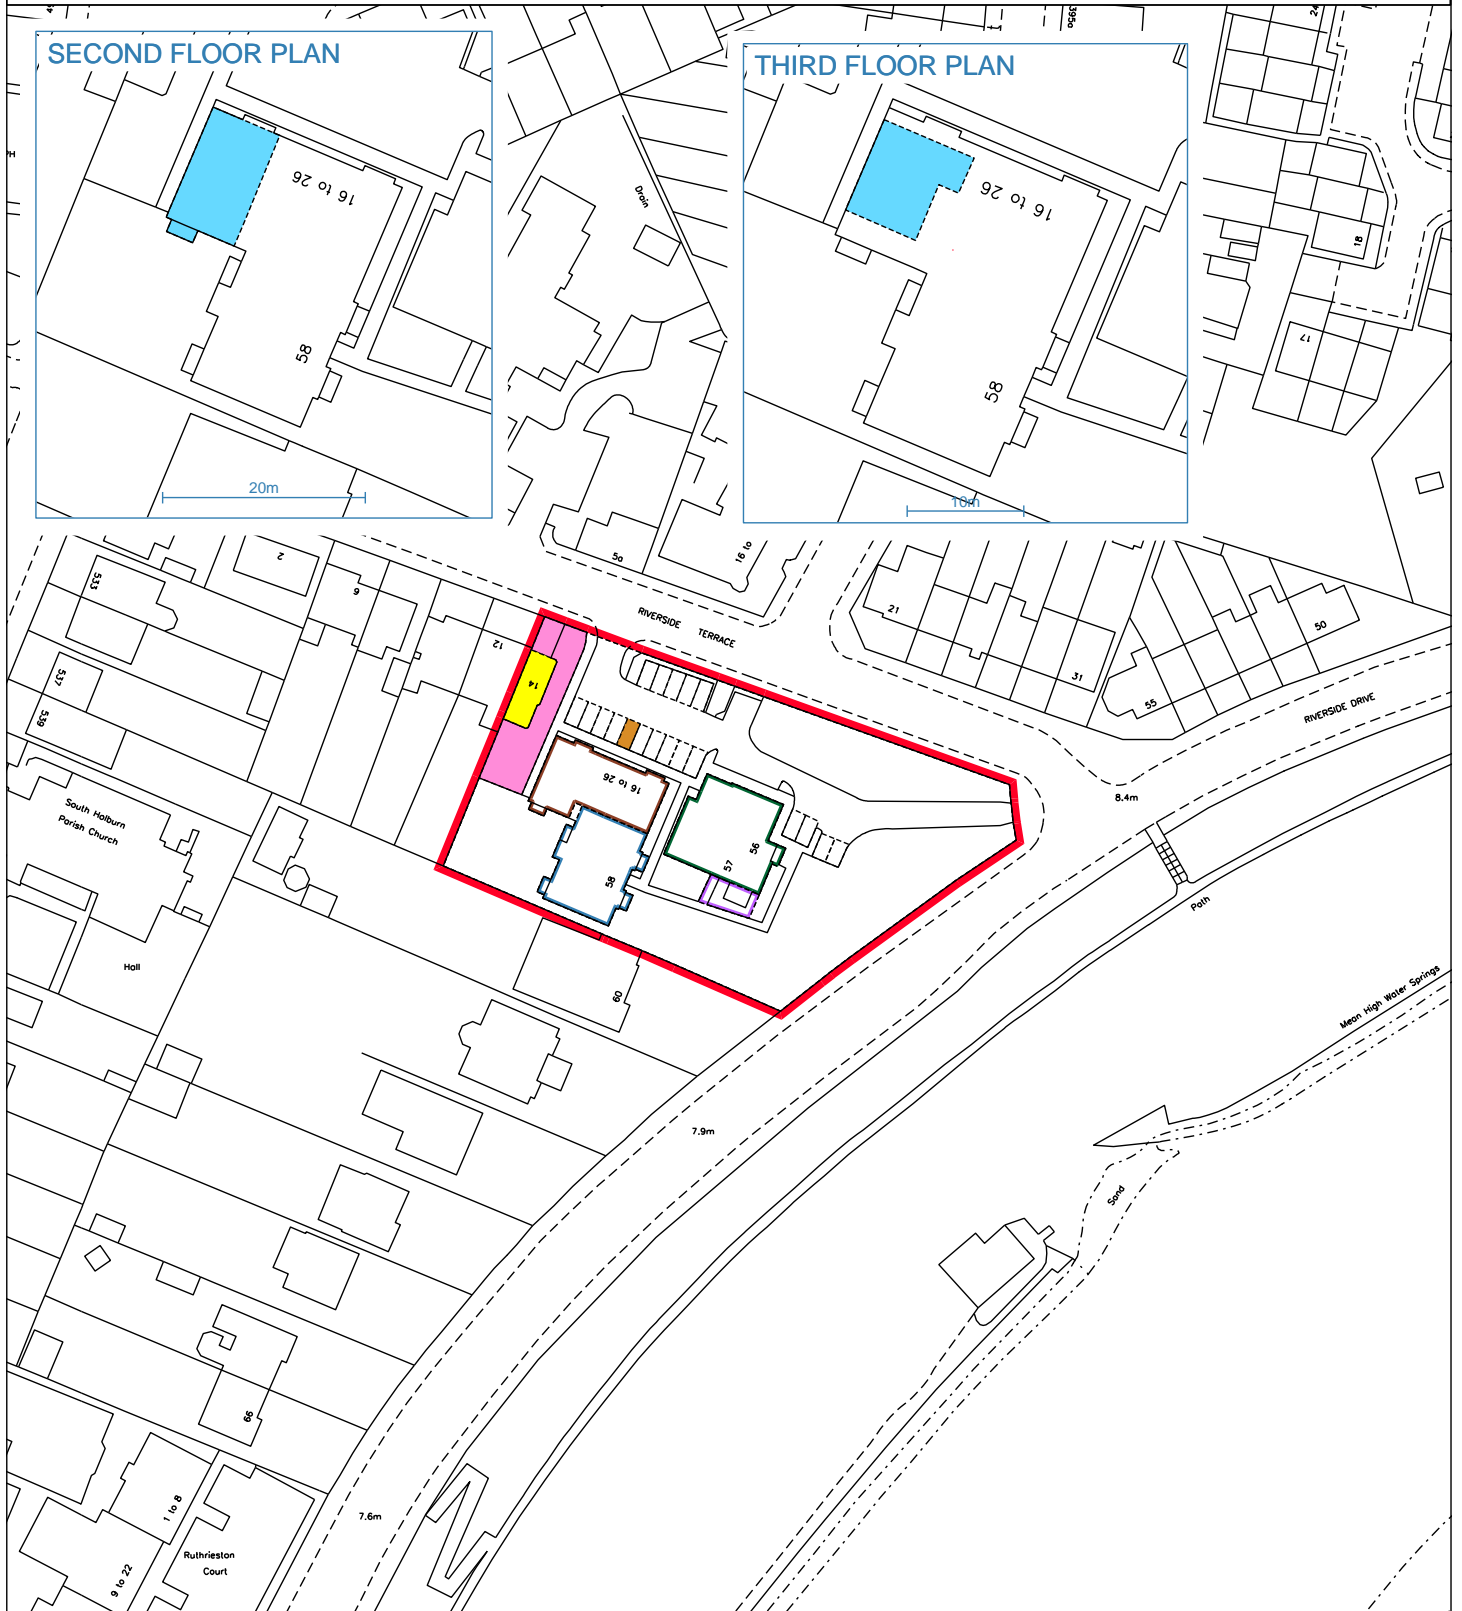 SECOND FLOOR PLAN
16 to 26
58
20m
THIRD FLOOR PLAN
16 to 26
58
10m
395a
24
Drain
18
17
5a
16 to
2
6
12
533
537
539
RIVERSIDE TERRACE
21
31
55
50
RIVERSIDE DRIVE
14
16 to 26
58
56
57
60
8.4m
Path
South Holburn
Parish Church
Hall
Mean High Water Springs
7.9m
Sand
66
1 to 8
9 to 22
Ruthrieston
Court
7.6m